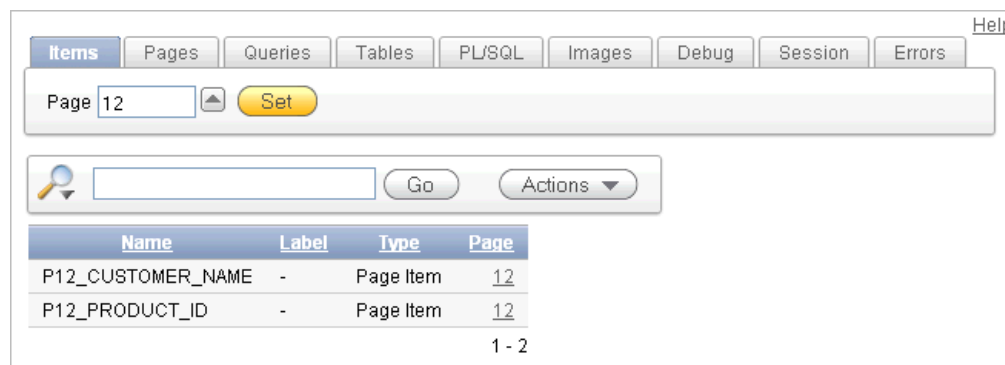 Help
Items Pages Queries Tables PL/SQL Images Debug Session Errors
Page 12 Set
Go Actions
Name Label Type Page
P12_CUSTOMER_NAME - Page Item 12
P12_PRODUCT_ID - Page Item 12
1 - 2